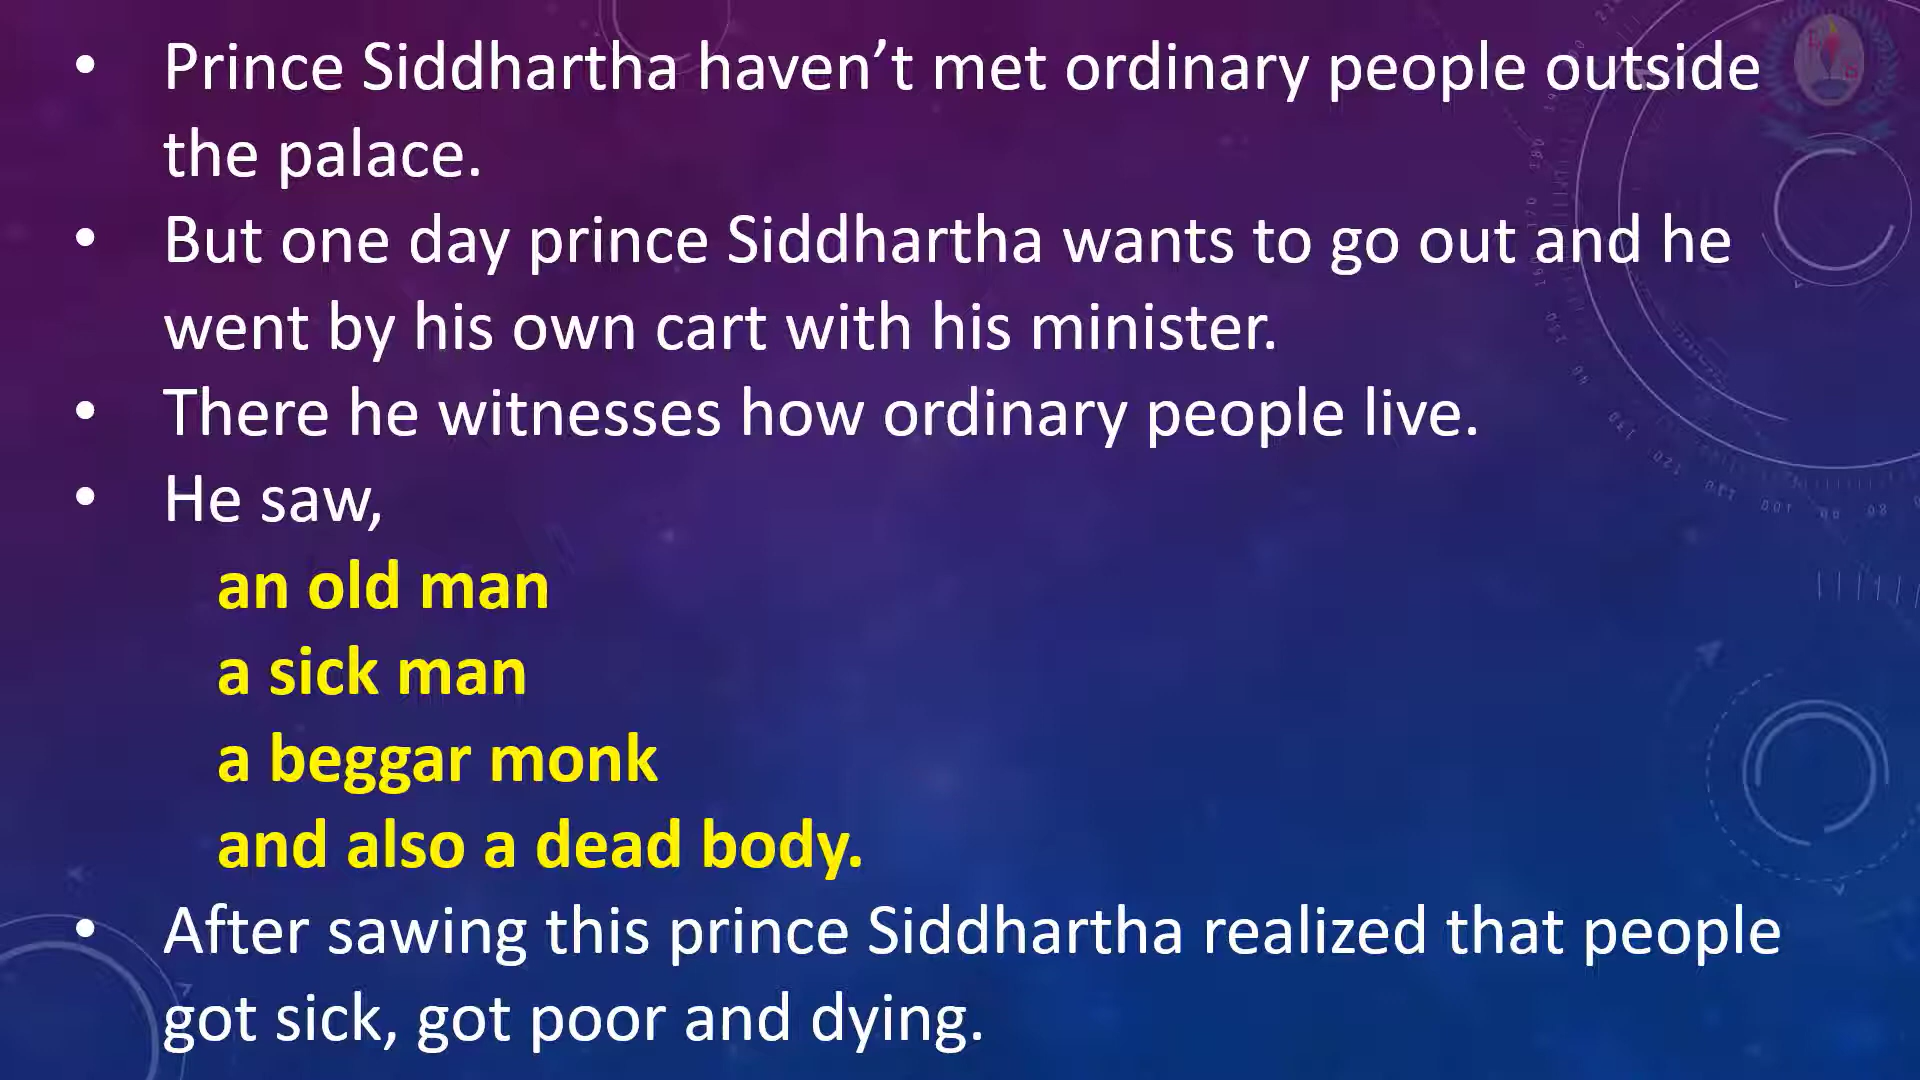 • Prince Siddhartha haven’t met ordinary people outside
the palace.
• But one day prince Siddhartha wants to go out and he
went by his own cart with his minister.
• There he witnesses how ordinary people live.
• He saw,
an old man
a sick man
a beggar monk
and also a dead body.
• After sawing this prince Siddhartha realized that people
got sick, got poor and dying.